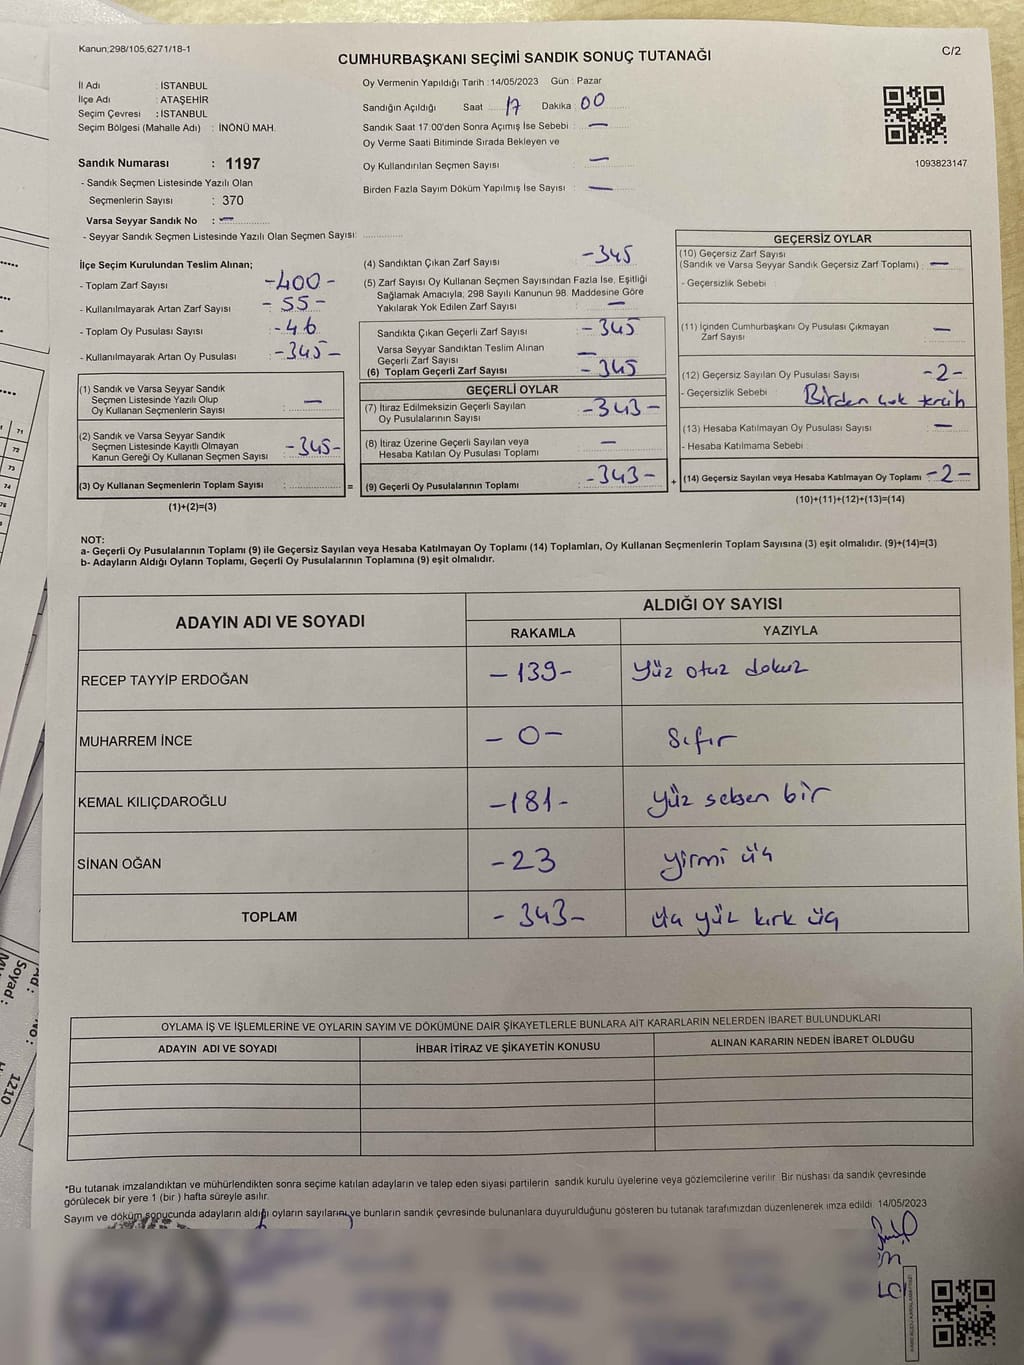 Kanun,298/105,6271/18-1
C/2
CUMHURBAŞKANI SEÇİMİ SANDIK SONUÇ TUTANAĞI
İl Adı : İSTANBUL
İlçe Adı : ATAŞEHİR
Seçim Çevresi : İSTANBUL
Seçim Bölgesi (Mahalle Adı) : İNÖNÜ MAH.
Sandık Numarası : 1197
- Sandık Seçmen Listesinde Yazılı Olan
Seçmenlerin Sayısı : 370
Varsa Seyyar Sandık No : —
- Seyyar Sandık Seçmen Listesinde Yazılı Olan Seçmen Sayısı:
Oy Vermenin Yapıldığı Tarih : 14/05/2023 Gün : Pazar
Sandığın Açıldığı Saat 17 Dakika 00
Sandık Saat 17:00'den Sonra Açımış İse Sebebi : —
Oy Verme Saati Bitiminde Sırada Bekleyen ve
Oy Kullandırılan Seçmen Sayısı : —
Birden Fazla Sayım Döküm Yapılmış İse Sayısı : —
1093823147
İlçe Seçim Kurulundan Teslim Alınan;
- Toplam Zarf Sayısı : -400-
- Kullanılmayarak Artan Zarf Sayısı : -55-
- Toplam Oy Pusulası Sayısı : -46
- Kullanılmayarak Artan Oy Pusulası : -345-
(1) Sandık ve Varsa Seyyar Sandık
Seçmen Listesinde Yazılı Olup
Oy Kullanan Seçmenlerin Sayısı : —
(2) Sandık ve Varsa Seyyar Sandık
Seçmen Listesinde Kayıtlı Olmayan
Kanun Gereği Oy Kullanan Seçmen Sayısı : -345-
(3) Oy Kullanan Seçmenlerin Toplam Sayısı :
(1)+(2)=(3)
=
(4) Sandıktan Çıkan Zarf Sayısı : -345
(5) Zarf Sayısı Oy Kullanan Seçmen Sayısından Fazla İse, Eşitliği
Sağlamak Amacıyla, 298 Sayılı Kanunun 98. Maddesine Göre
Yakılarak Yok Edilen Zarf Sayısı : —
Sandıkta Çıkan Geçerli Zarf Sayısı : -345
Varsa Seyyar Sandıktan Teslim Alınan
Geçerli Zarf Sayısı : —
(6) Toplam Geçerli Zarf Sayısı : -345
GEÇERLİ OYLAR
(7) İtiraz Edilmeksizin Geçerli Sayılan
Oy Pusulalarının Sayısı : -343-
(8) İtiraz Üzerine Geçerli Sayılan veya
Hesaba Katılan Oy Pusulası Toplamı : —
(9) Geçerli Oy Pusulalarının Toplamı : -343-
+
GEÇERSİZ OYLAR
(10) Geçersiz Zarf Sayısı
(Sandık ve Varsa Seyyar Sandık Geçersiz Zarf Toplamı) : —
- Geçersizlik Sebebi :
(11) İçinden Cumhurbaşkanı Oy Pusulası Çıkmayan
Zarf Sayısı : —
(12) Geçersiz Sayılan Oy Pusulası Sayısı : -2-
- Geçersizlik Sebebi : Birden çok tercih
(13) Hesaba Katılmayan Oy Pusulası Sayısı : —
- Hesaba Katılmama Sebebi :
(14) Geçersiz Sayılan veya Hesaba Katılmayan Oy Toplamı : -2-
(10)+(11)+(12)+(13)=(14)
NOT:
a- Geçerli Oy Pusulalarının Toplamı (9) ile Geçersiz Sayılan veya Hesaba Katılmayan Oy Toplamı (14) Toplamları, Oy Kullanan Seçmenlerin Toplam Sayısına (3) eşit olmalıdır. (9)+(14)=(3)
b- Adayların Aldığı Oyların Toplamı, Geçerli Oy Pusulalarının Toplamına (9) eşit olmalıdır.
ADAYIN ADI VE SOYADI
ALDIĞI OY SAYISI
RAKAMLA YAZIYLA
RECEP TAYYİP ERDOĞAN -139- Yüz otuz dokuz
MUHARREM İNCE -0- Sıfır
KEMAL KILIÇDAROĞLU -181- Yüz seksen bir
SİNAN OĞAN -23 Yirmi üç
TOPLAM -343- üç yüz kırk üç
OYLAMA İŞ VE İŞLEMLERİNE VE OYLARIN SAYIM VE DÖKÜMÜNE DAİR ŞİKAYETLERLE BUNLARA AİT KARARLARIN NELERDEN İBARET BULUNDUKLARI
ADAYIN ADI VE SOYADI İHBAR İTİRAZ VE ŞİKAYETİN KONUSU ALINAN KARARIN NEDEN İBARET OLDUĞU
*Bu tutanak imzalandıktan ve mühürlendikten sonra seçime katılan adayların ve talep eden siyasi partilerin sandık kurulu üyelerine veya gözlemcilerine verilir. Bir nüshası da sandık çevresinde
görülecek bir yere 1 (bir ) hafta süreyle asılır.
Sayım ve döküm sonucunda adayların aldığı oyların sayılarını ve bunların sandık çevresinde bulunanlara duyurulduğunu gösteren bu tutanak tarafımızdan düzenlenerek imza edildi. 14/05/2023
71
72
73
74
Soyad :
No :
1210